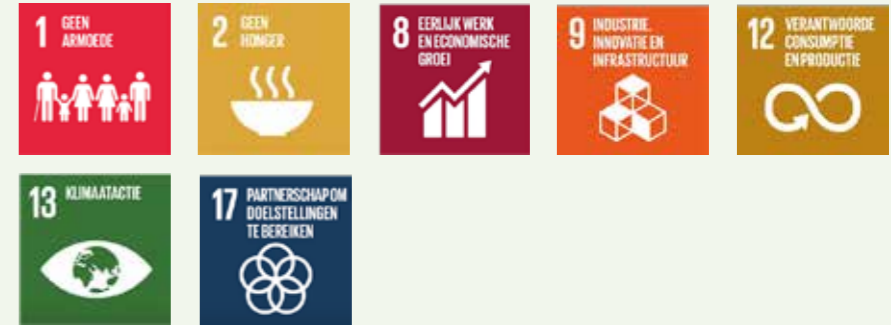 1 GEEN
ARMOEDE
2 GEEN
HONGER
8 EERLIJK WERK
EN ECONOMISCHE
GROEI
9 INDUSTRIE,
INNOVATIE EN
INFRASTRUCTUUR
12 VERANTWOORDE
CONSUMPTIE
EN PRODUCTIE
13 KLIMAATACTIE
17 PARTNERSCHAP OM
DOELSTELLINGEN
TE BEREIKEN